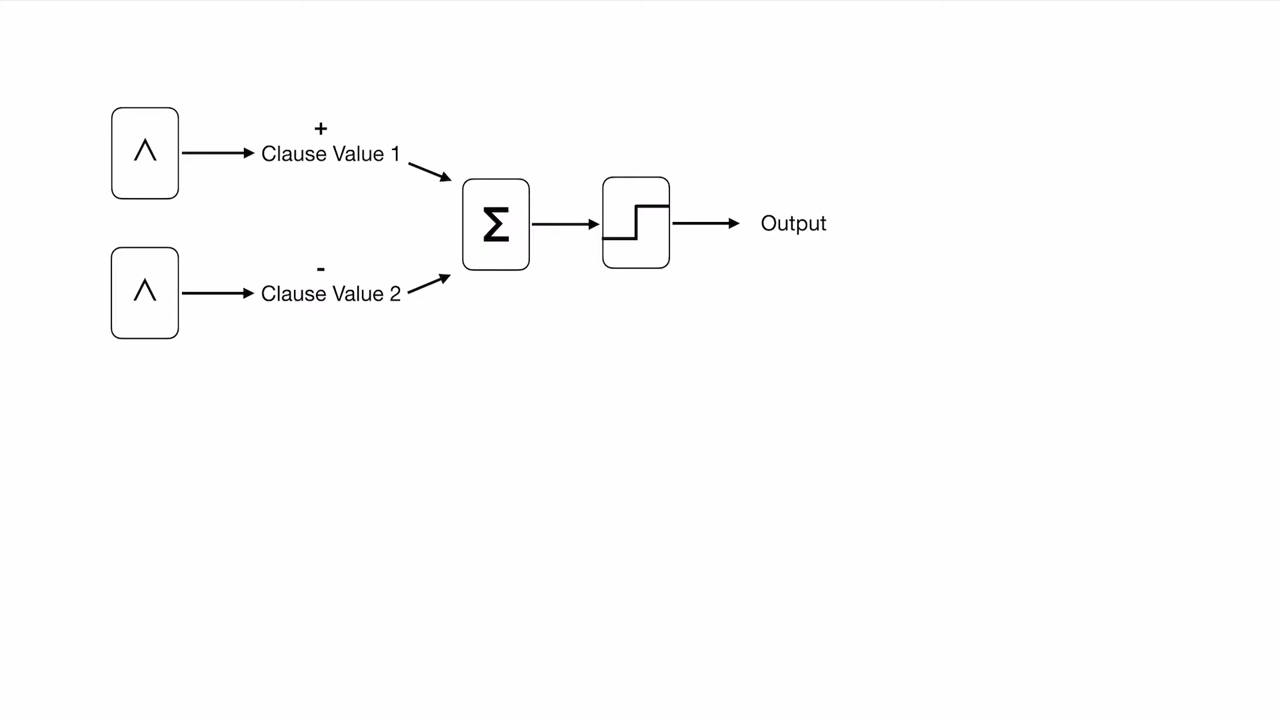 +
∧
Clause Value 1
Σ
Output
-
∧
Clause Value 2